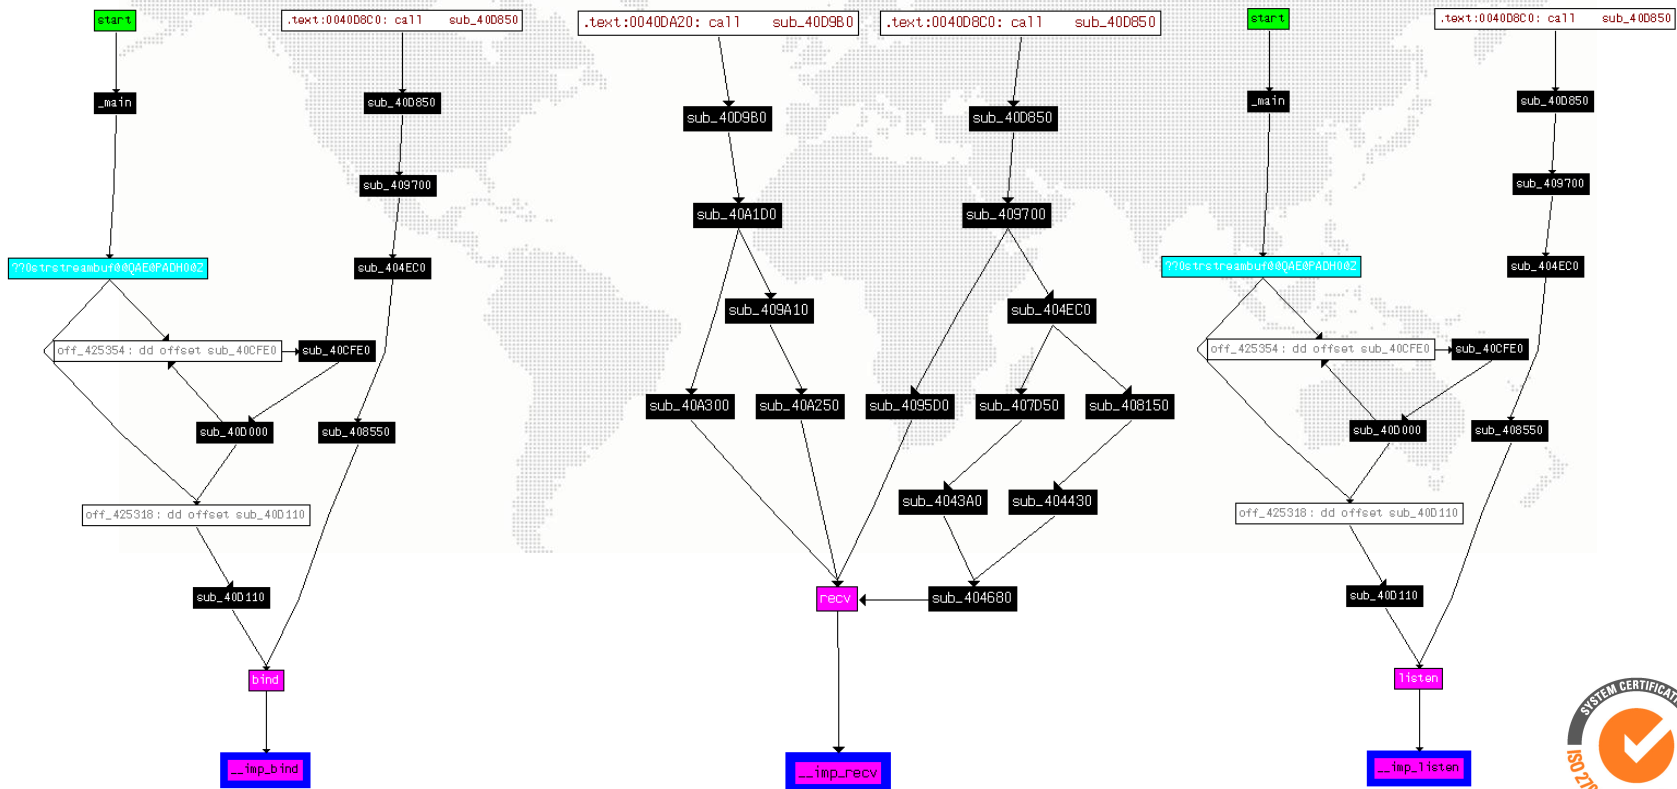 start
.text:0040D8C0: call sub_40D850
_main
sub_40D850
sub_409700
??0strstreambuf@@QAE@PADH00@Z
sub_404EC0
off_425354: dd offset sub_40CFE0
sub_40CFE0
sub_40D000
sub_408550
off_425318: dd offset sub_40D110
sub_40D110
bind
__imp_bind
.text:0040DA20: call sub_40D9B0
.text:0040D8C0: call sub_40D850
sub_40D9B0
sub_40D850
sub_40A1D0
sub_409700
sub_409A10
sub_404EC0
sub_40A300
sub_40A250
sub_4095D0
sub_407D50
sub_408150
sub_4043A0
sub_404430
recv
sub_404680
__imp_recv
start
.text:0040D8C0: call sub_40D850
_main
sub_40D850
sub_409700
??0strstreambuf@@QAE@PADH00@Z
sub_404EC0
off_425354: dd offset sub_40CFE0
sub_40CFE0
sub_40D000
sub_408550
off_425318: dd offset sub_40D110
sub_40D110
listen
__imp_listen
SYSTEM
ISO